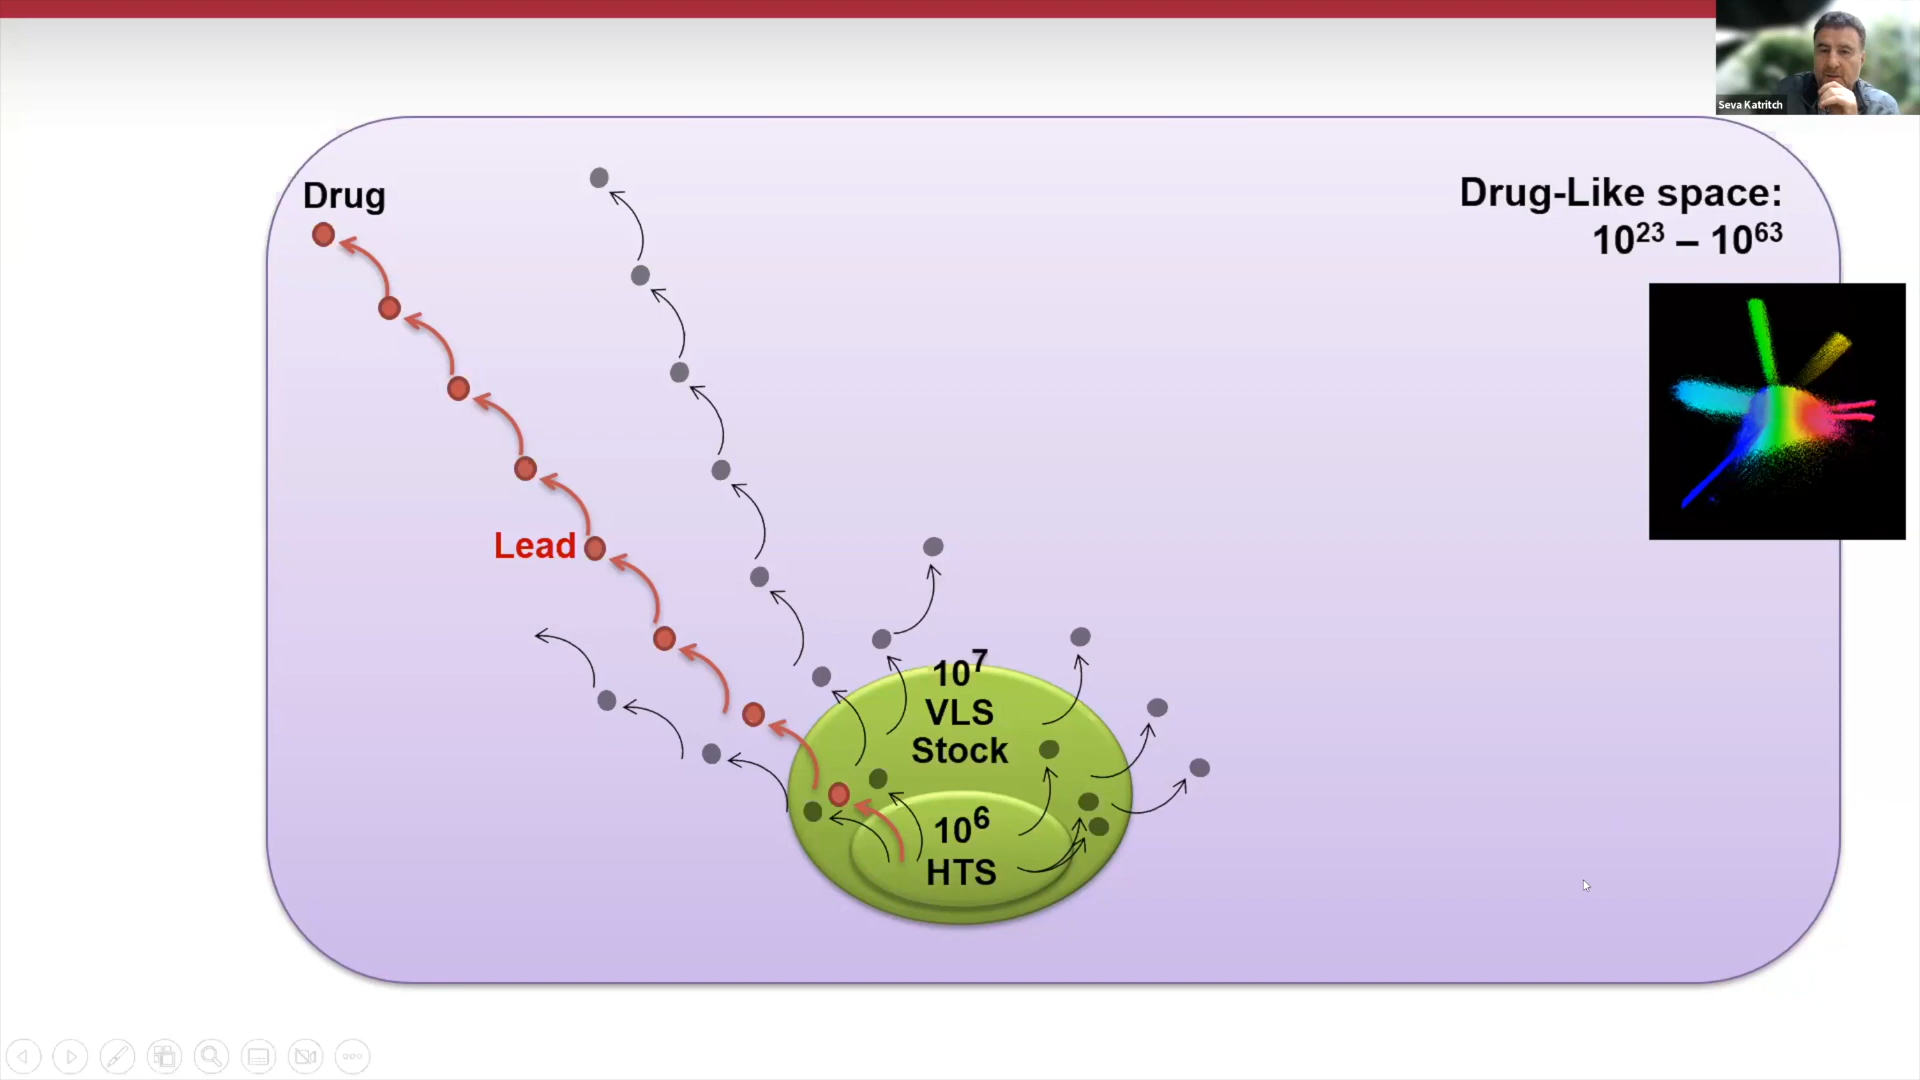 Seva Katritch
Drug
Drug-Like space:
10²³ – 10⁶³
Lead
10⁷
VLS
Stock
10⁶
HTS